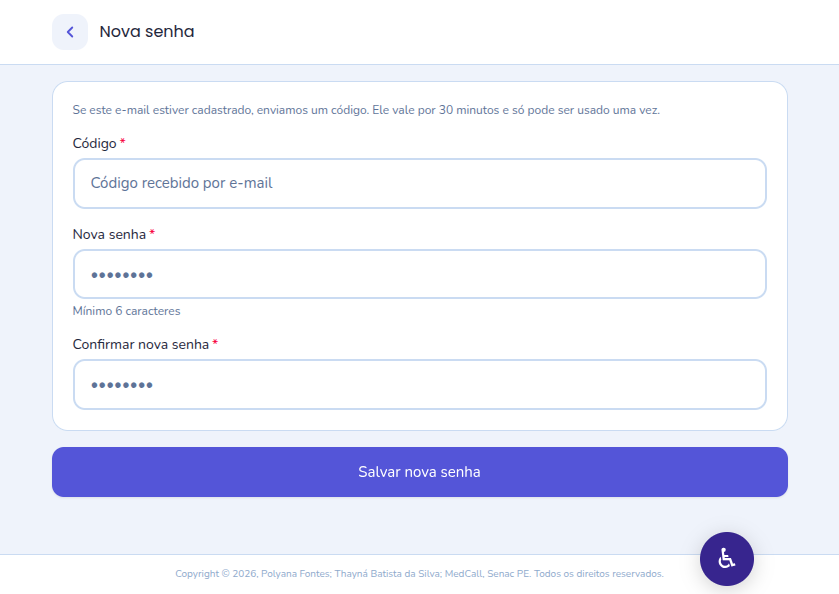 Nova senha
Se este e-mail estiver cadastrado, enviamos um código. Ele vale por 30 minutos e só pode ser usado uma vez.
Código *
Código recebido por e-mail
Nova senha *
••••••••
Mínimo 6 caracteres
Confirmar nova senha *
••••••••
Salvar nova senha
Copyright © 2026, Polyana Fontes; Thayná Batista da Silva; MedCall, Senac PE. Todos os direitos reservados.